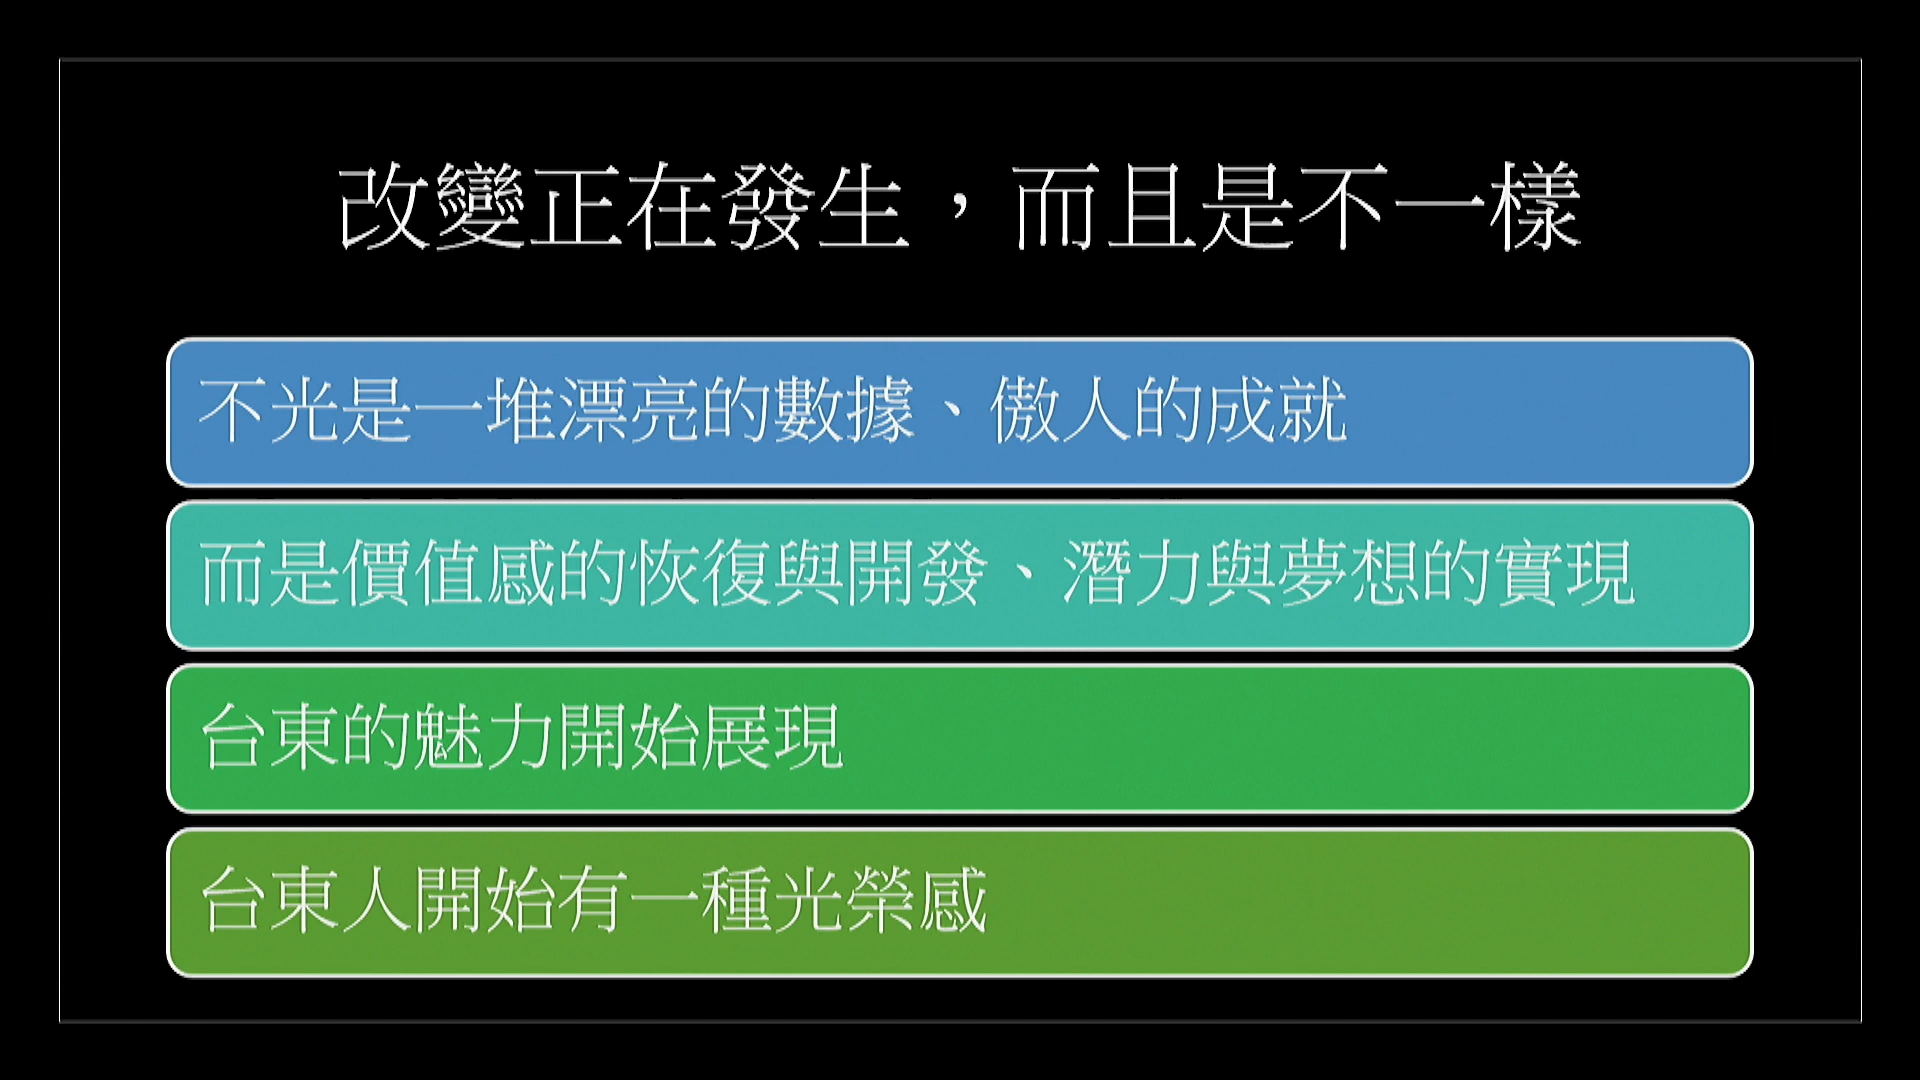 改變正在發生，而且是不一樣
不光是一堆漂亮的數據、傲人的成就
而是價值感的恢復與開發、潛力與夢想的實現
台東的魅力開始展現
台東人開始有一種光榮感